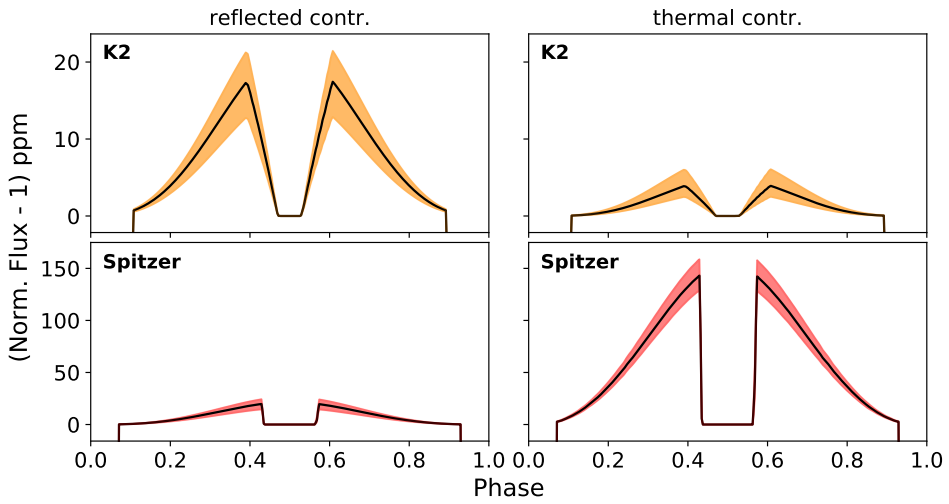 reflected contr.
thermal contr.
(Norm. Flux - 1) ppm
K2
20
10
0
K2
Spitzer
150
100
50
0
0.0 0.2 0.4 0.6 0.8 1.0
Spitzer
0.0 0.2 0.4 0.6 0.8 1.0
Phase